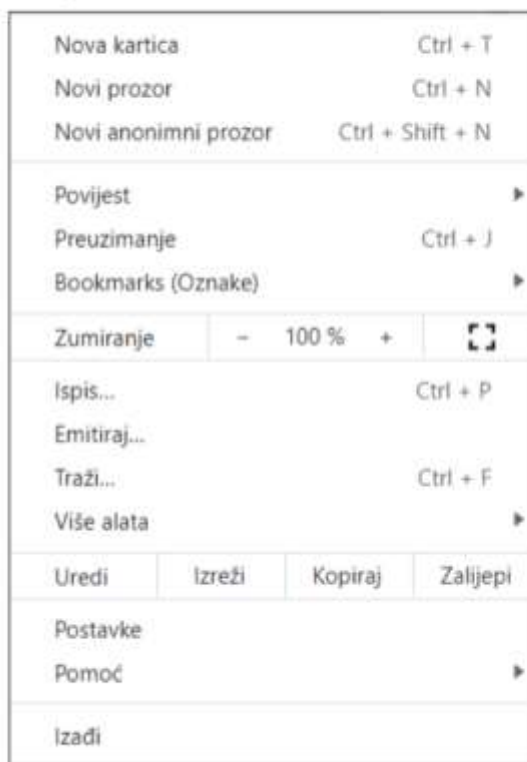 Nova kartica Ctrl + T
Novi prozor Ctrl + N
Novi anonimni prozor Ctrl + Shift + N
Povijest
Preuzimanje Ctrl + J
Bookmarks (Oznake)
Zumiranje - 100 % +
Ispis... Ctrl + P
Emitiraj...
Traži... Ctrl + F
Više alata
Uredi Izreži Kopiraj Zalijepi
Postavke
Pomoć
Izađi